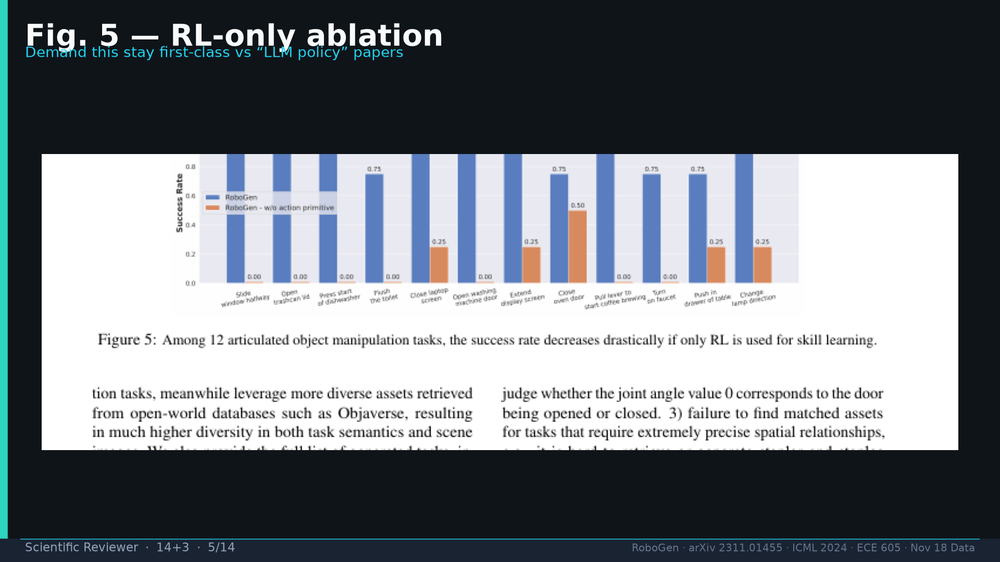 Fig. 5 — RL-only ablation
Demand this stay first-class vs “LLM policy” papers
Success Rate
0.8
0.6
0.4
0.2
0.0
RoboGen
RoboGen - w/o action primitive
0.00
0.00
0.00
0.75
0.00
0.25
0.00
0.25
0.75
0.50
0.00
0.75
0.00
0.75
0.25
0.25
Slide
window halfway
Open
trashcan lid
Press start
of dishwasher
Flush
the toilet
Close laptop
screen
Open washing
machine door
Extend
display screen
Close
oven door
Pull lever to
start coffee brewing
Turn
on faucet
Push in
drawer of table
Change
lamp direction
Figure 5: Among 12 articulated object manipulation tasks, the success rate decreases drastically if only RL is used for skill learning.
tion tasks, meanwhile leverage more diverse assets retrieved
from open-world databases such as Objaverse, resulting
in much higher diversity in both task semantics and scene
judge whether the joint angle value 0 corresponds to the door
being opened or closed. 3) failure to find matched assets
for tasks that require extremely precise spatial relationships,
Scientific Reviewer · 14+3 · 5/14
RoboGen · arXiv 2311.01455 · ICML 2024 · ECE 605 · Nov 18 Data